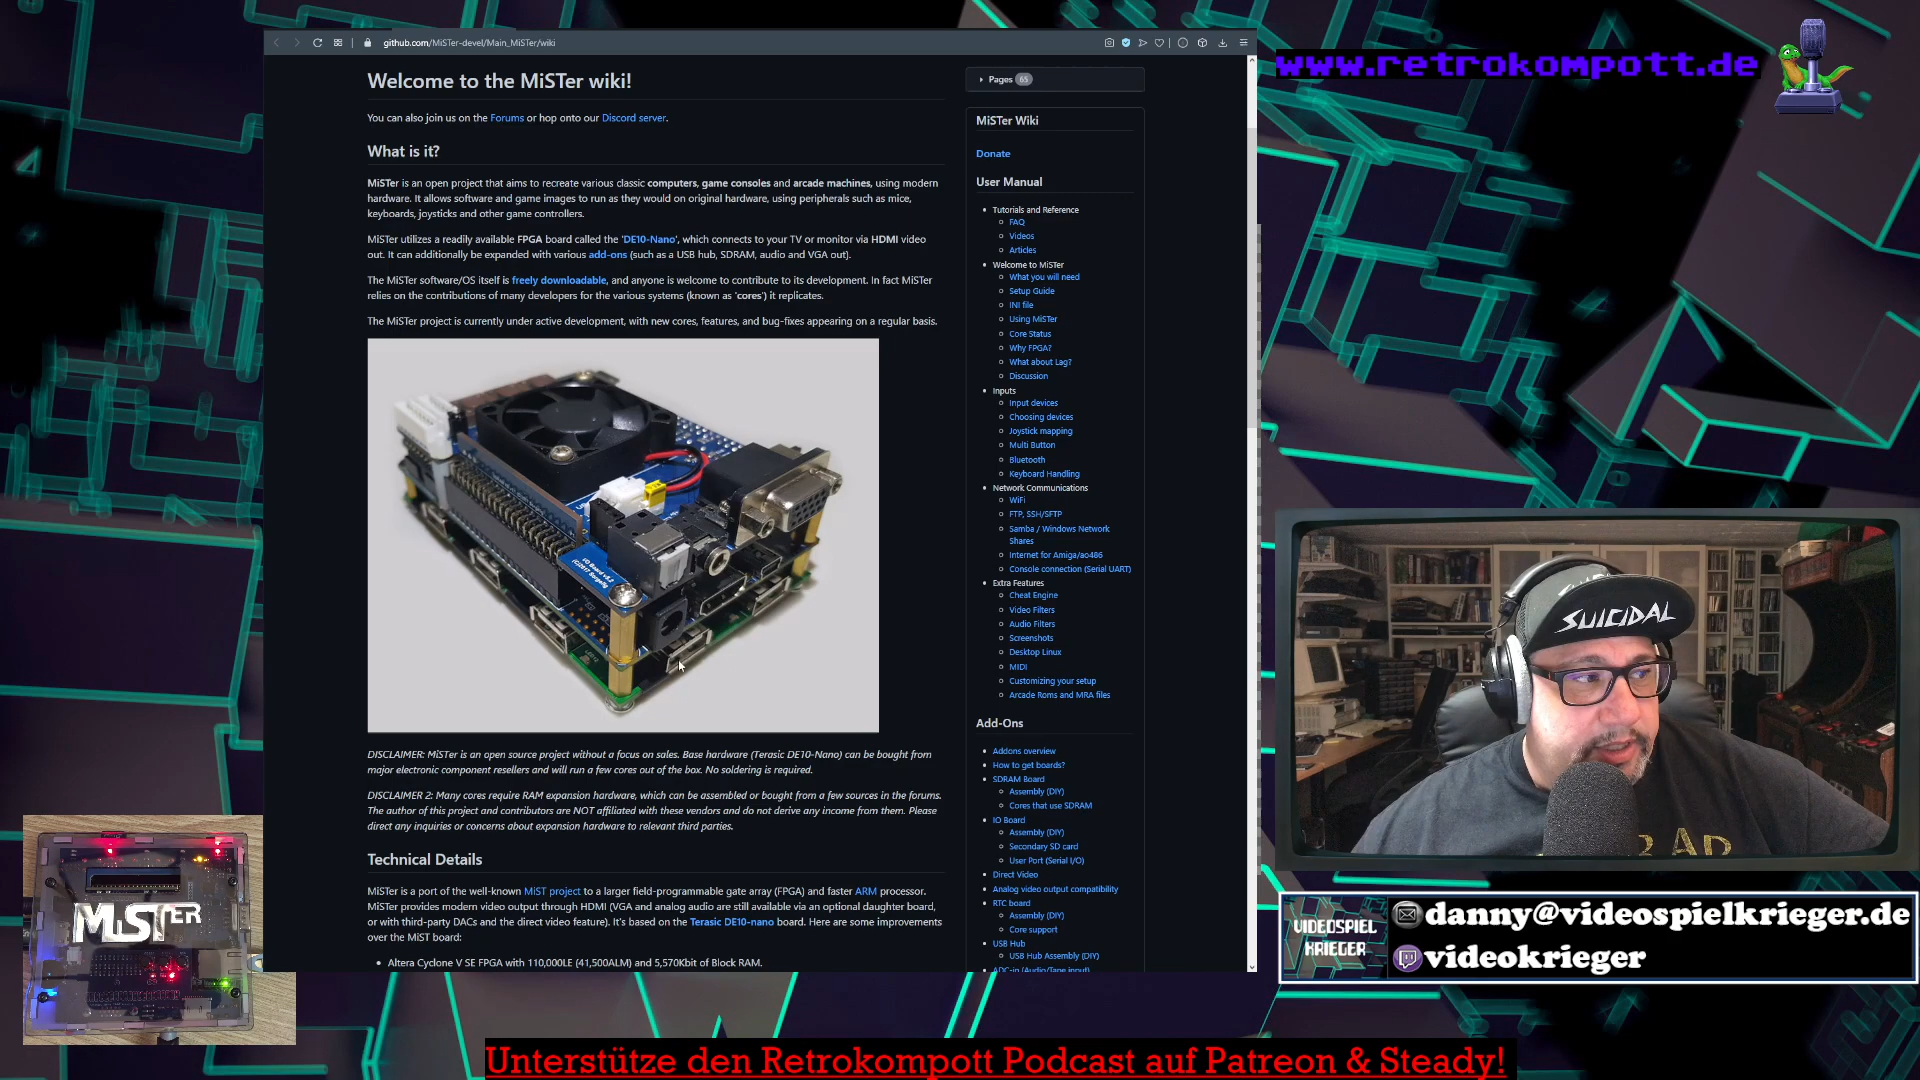 github.com/MiSTer-devel/Main_MiSTer/wiki
Welcome to the MiSTer wiki!
You can also join us on the Forums or hop onto our Discord server.
What is it?
MiSTer is an open project that aims to recreate various classic computers, game consoles and arcade machines, using modern
hardware. It allows software and game images to run as they would on original hardware, using peripherals such as mice,
keyboards, joysticks and other game controllers.
MiSTer utilizes a readily available FPGA board called the 'DE10-Nano', which connects to your TV or monitor via HDMI video
out. It can additionally be expanded with various add-ons (such as a USB hub, SDRAM, audio and VGA out).
The MiSTer software/OS itself is freely downloadable, and anyone is welcome to contribute to its development. In fact MiSTer
relies on the contributions of many developers for the various systems (known as 'cores') it replicates.
The MiSTer project is currently under active development, with new cores, features, and bug-fixes appearing on a regular basis.
DISCLAIMER: MiSTer is an open source project without a focus on sales. Base hardware (Terasic DE10-Nano) can be bought from
major electronic component resellers and will run a few cores out of the box. No soldering is required.
DISCLAIMER 2: Many cores require RAM expansion hardware, which can be assembled or bought from a few sources in the forums.
The author of this project and contributors are NOT affiliated with these vendors and do not derive any income from them. Please
direct any inquiries or concerns about expansion hardware to relevant third parties.
Technical Details
MiSTer is a port of the well-known MiST project to a larger field-programmable gate array (FPGA) and faster ARM processor.
MiSTer provides modern video output through HDMI (VGA and analog audio are still available via an optional daughter board,
or with third-party DACs and the direct video feature). It's based on the Terasic DE10-nano board. Here are some improvements
over the MiST board:
Altera Cyclone V SE FPGA with 110,000LE (41,500ALM) and 5,570Kbit of Block RAM.
Pages 65
MiSTer Wiki
Donate
User Manual
Tutorials and Reference
FAQ
Videos
Articles
Welcome to MiSTer
What you will need
Setup Guide
INI file
Using MiSTer
Core Status
Why FPGA?
What about Lag?
Discussion
Inputs
Input devices
Choosing devices
Joystick mapping
Multi Button
Bluetooth
Keyboard Handling
Network Communications
WiFi
FTP, SSH/SFTP
Samba / Windows Network
Shares
Internet for Amiga/ao486
Console connection (Serial UART)
Extra Features
Cheat Engine
Video Filters
Audio Filters
Screenshots
Desktop Linux
MIDI
Customizing your setup
Arcade Roms and MRA files
Add-Ons
Addons overview
How to get boards?
SDRAM Board
Assembly (DIY)
Cores that use SDRAM
IO Board
Assembly (DIY)
Secondary SD card
User Port (Serial I/O)
Direct Video
Analog video output compatibility
RTC board
Assembly (DIY)
Core support
USB Hub
USB Hub Assembly (DIY)
ADC-in (Audio/Tape input)
www.retrokompott.de
SUICIDAL
MiSTER
VIDEOSPIEL
KRIEGER
danny@videospielkrieger.de
videokrieger
Unterstütze den Retrokompott Podcast auf Patreon & Steady!